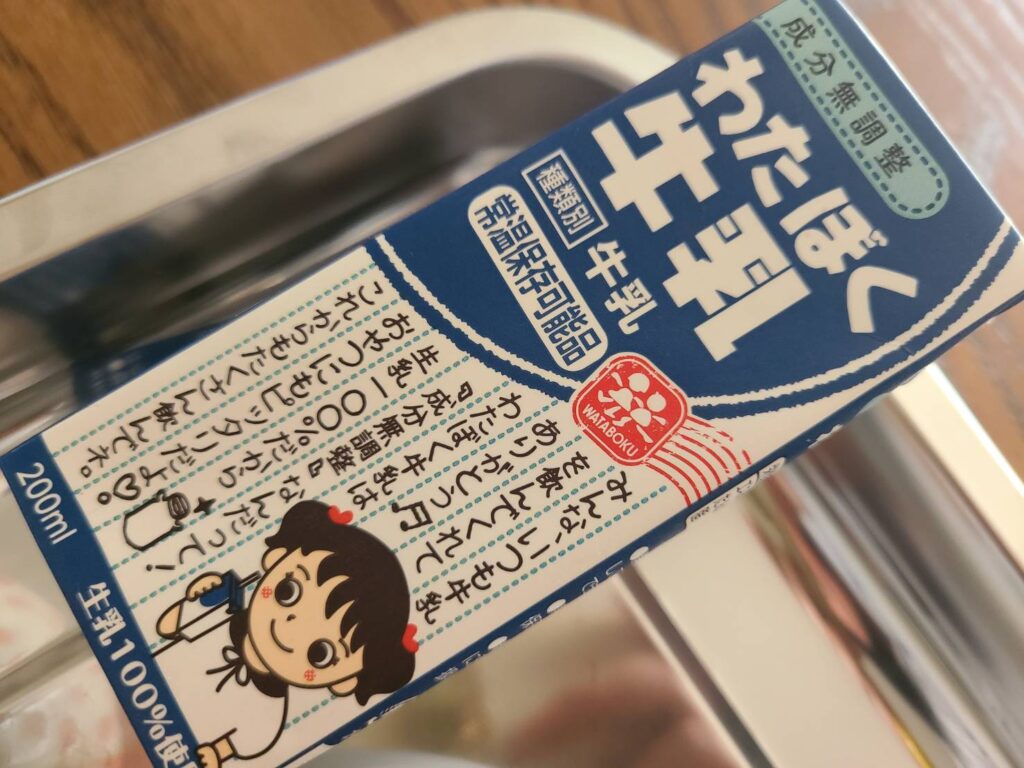 成分無調整
わたぼく
牛乳
種類別
牛乳
常温保存可能品
WATABOKU
みんないつも牛乳
を飲んでくれて
ありがとう
わたぼく牛乳は
『成分無調整』なんだって!
生乳一〇〇%だから
おやつにもピッタリだよ♡。
これからもたくさん飲んでネ。
200ml
生乳100%使